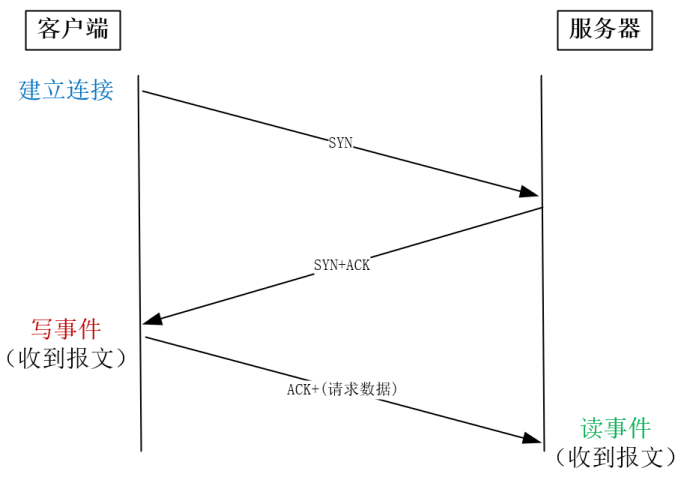 客户端
服务器
建立连接
SYN
SYN+ACK
写事件
（收到报文）
ACK+(请求数据)
读事件
（收到报文）